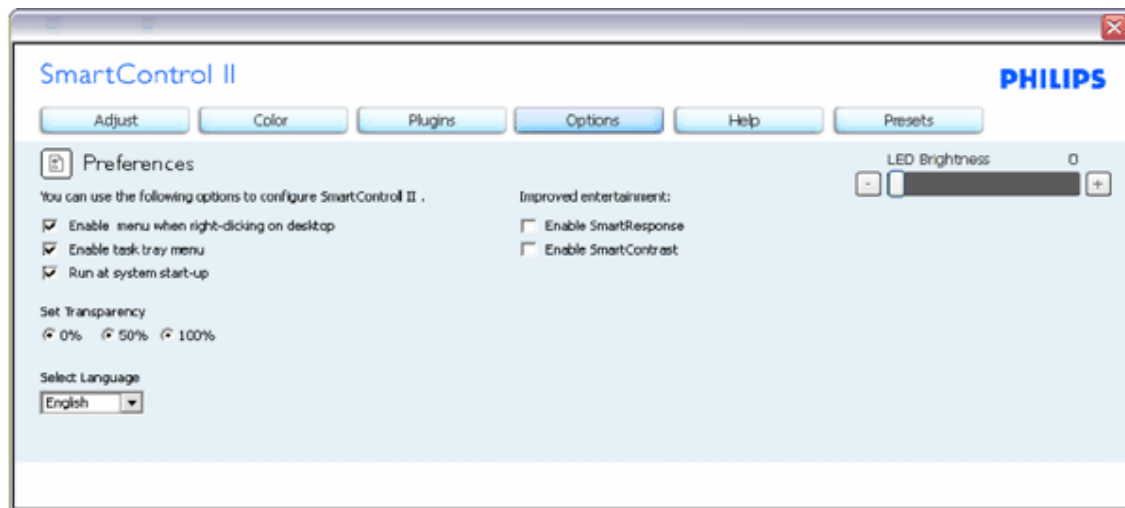 SmartControl II
PHILIPS
Adjust Color Plugins Options Help Presets
Preferences
LED Brightness 0
- +
You can use the following options to configure SmartControl II .
Enable menu when right-clicking on desktop
Enable task tray menu
Run at system start-up
Improved entertainment:
Enable SmartResponse
Enable SmartContrast
Set Transparency
0% 50% 100%
Select Language
English